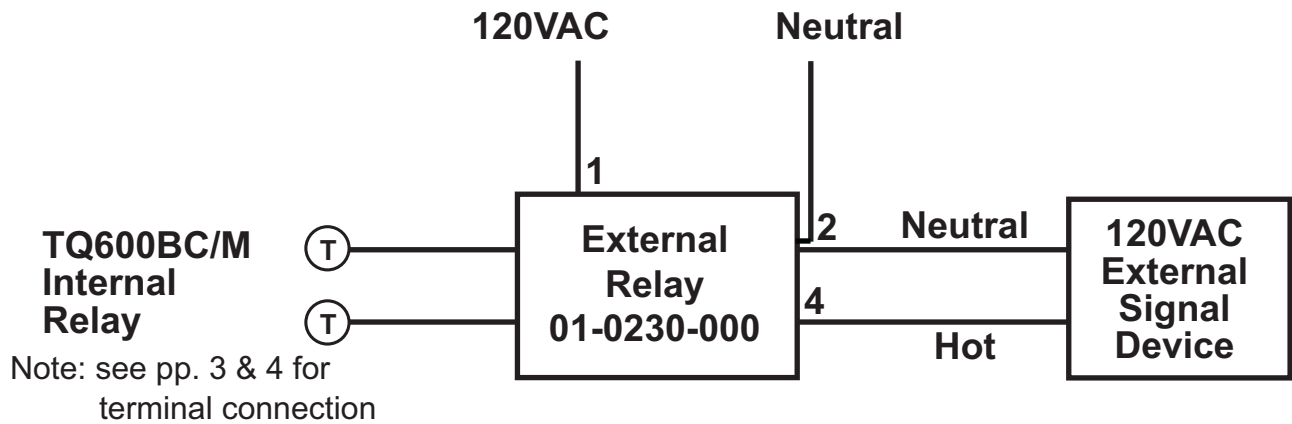 120VAC
Neutral
1
TQ600BC/M
Internal
Relay
T
T
Note: see pp. 3 & 4 for
terminal connection
External
Relay
01-0230-000
2
Neutral
4
Hot
120VAC
External
Signal
Device